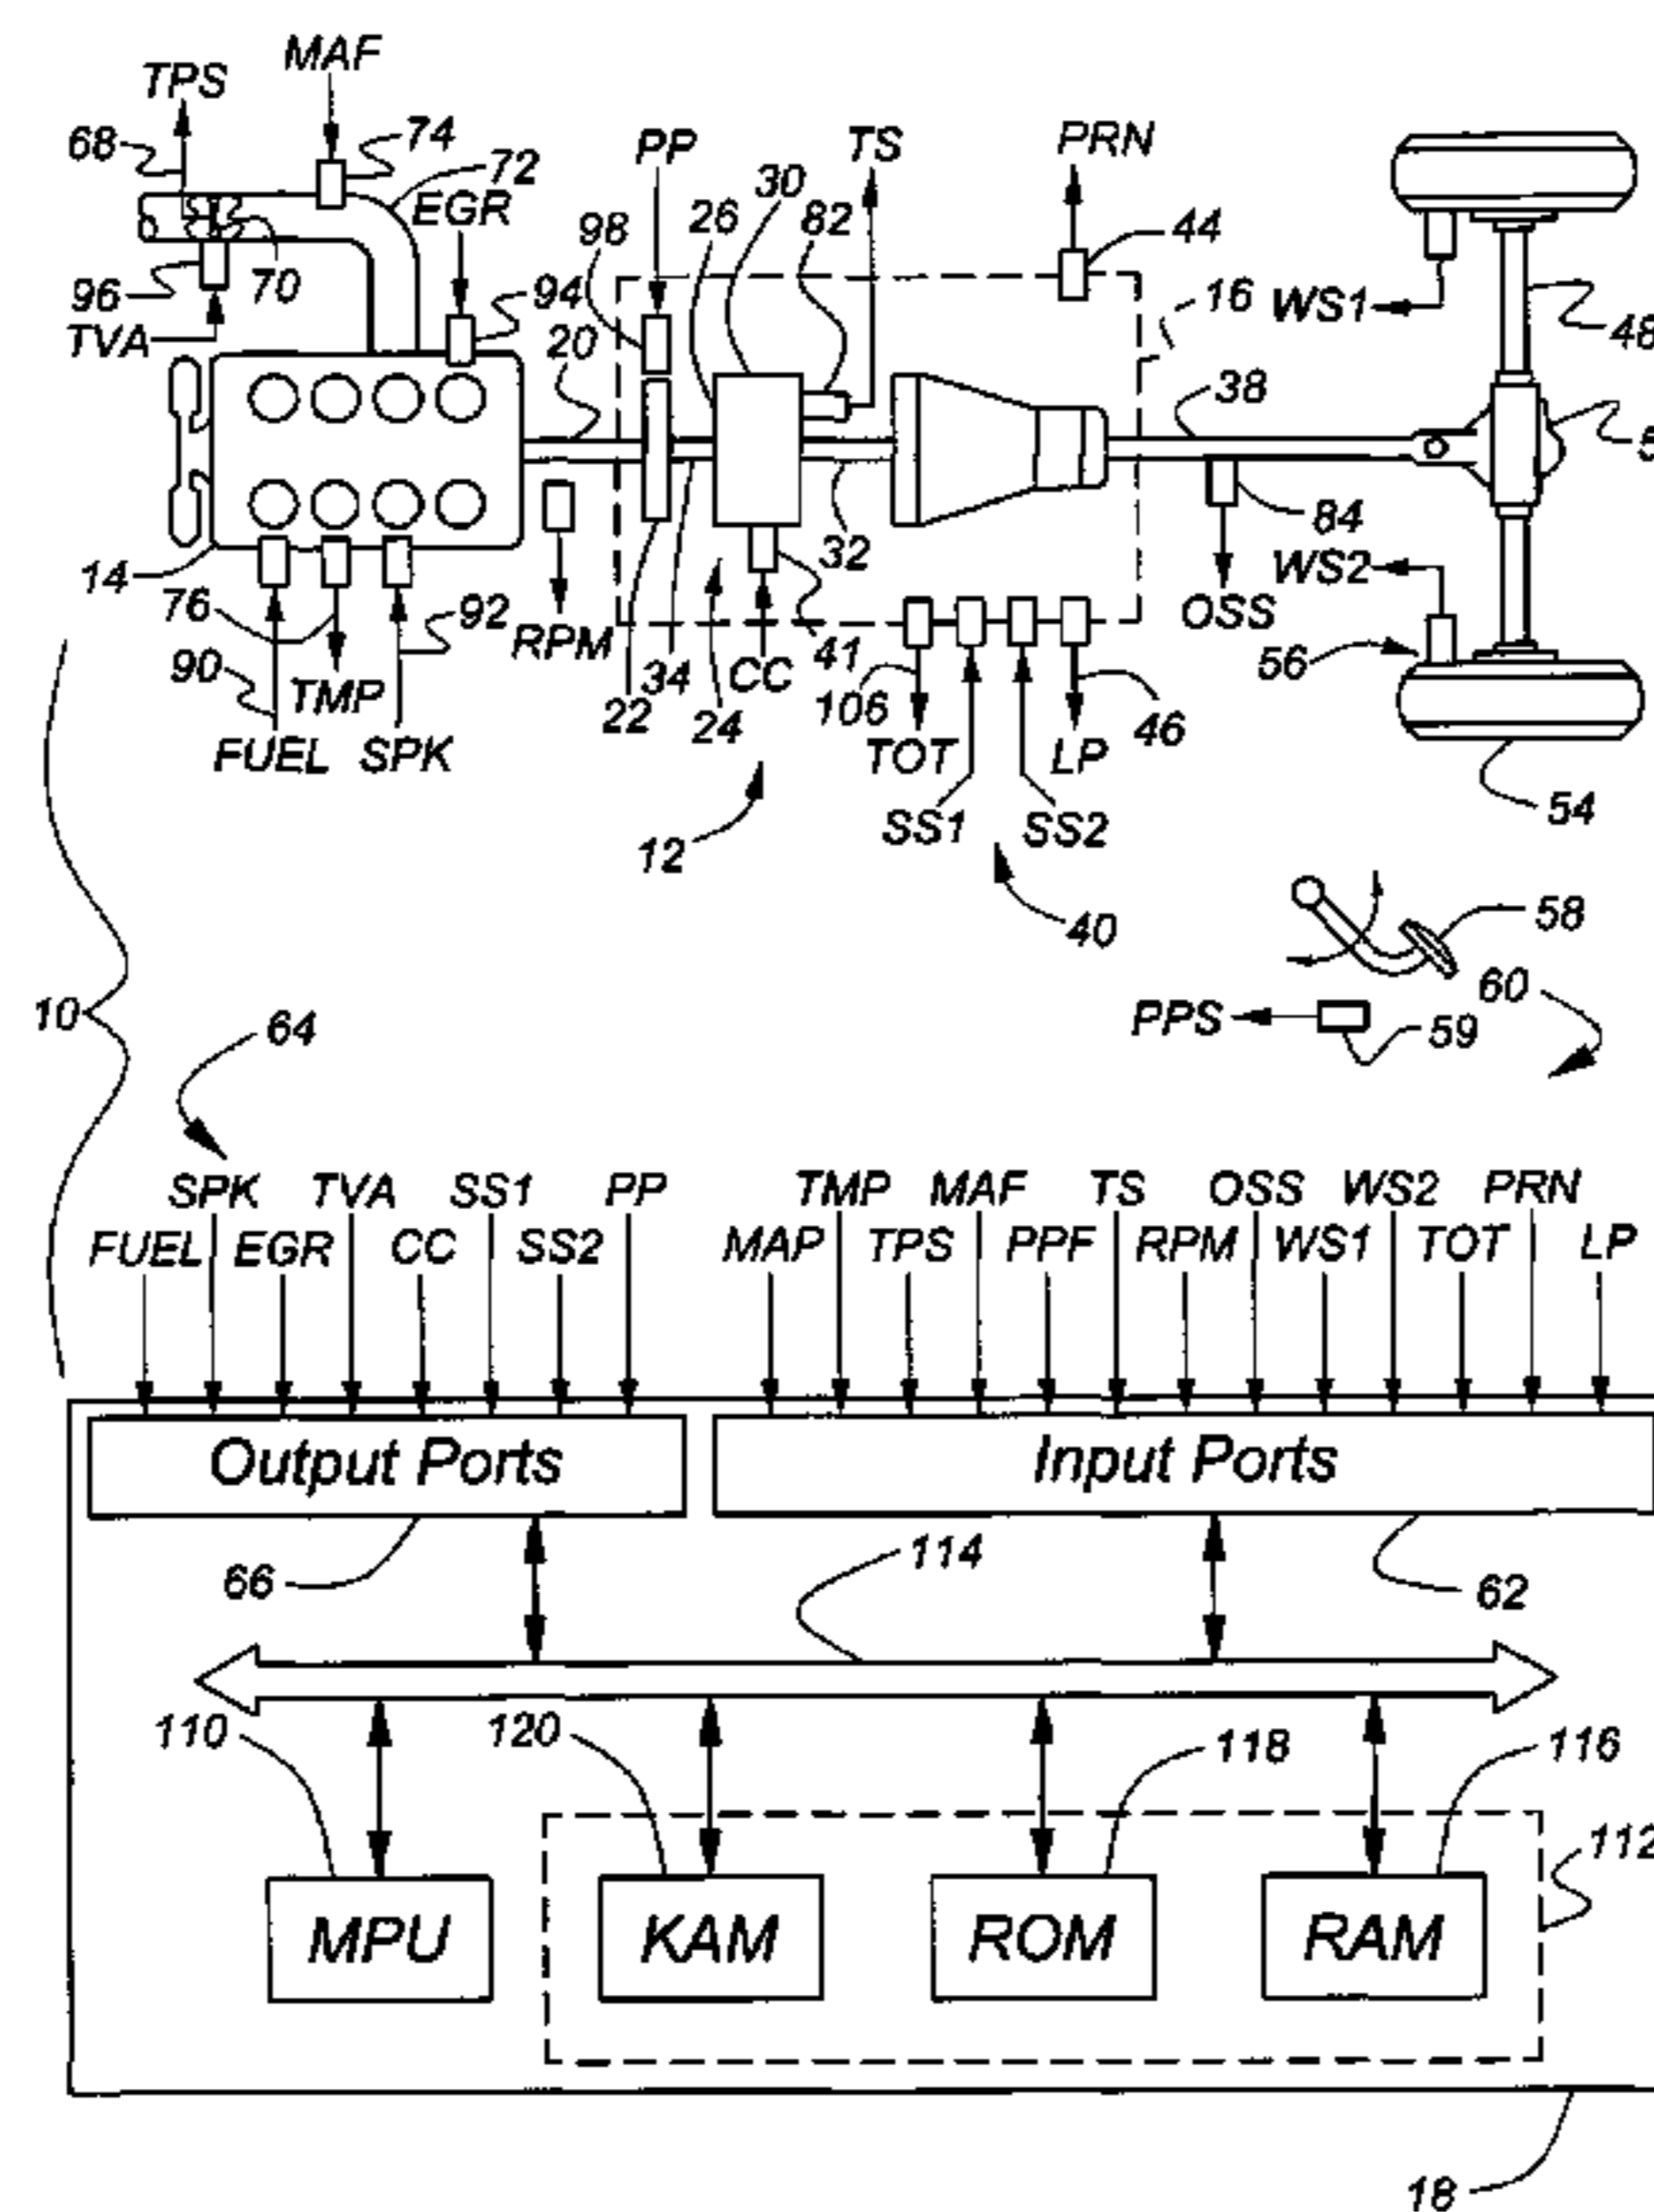 MAF
TPS
68
74
72
EGR
PP
TS
PRN
30
26
82
98
44
96
70
94
20
16
WS1
48
TVA
38
14
76
92
RPM
32
84
WS2
OSS
90
TMP
22
34
24
CC
41
106
46
56
FUEL
SPK
TOT
LP
54
12
SS1
SS2
40
58
10
64
PPS
59
60
SPK
TVA
SS1
PP
TMP
MAF
TS
OSS
WS2
PRN
FUEL
EGR
CC
SS2
MAP
TPS
PPF
RPM
WS1
TOT
LP
Output Ports
Input Ports
66
114
62
110
120
118
116
112
MPU
KAM
ROM
RAM
18